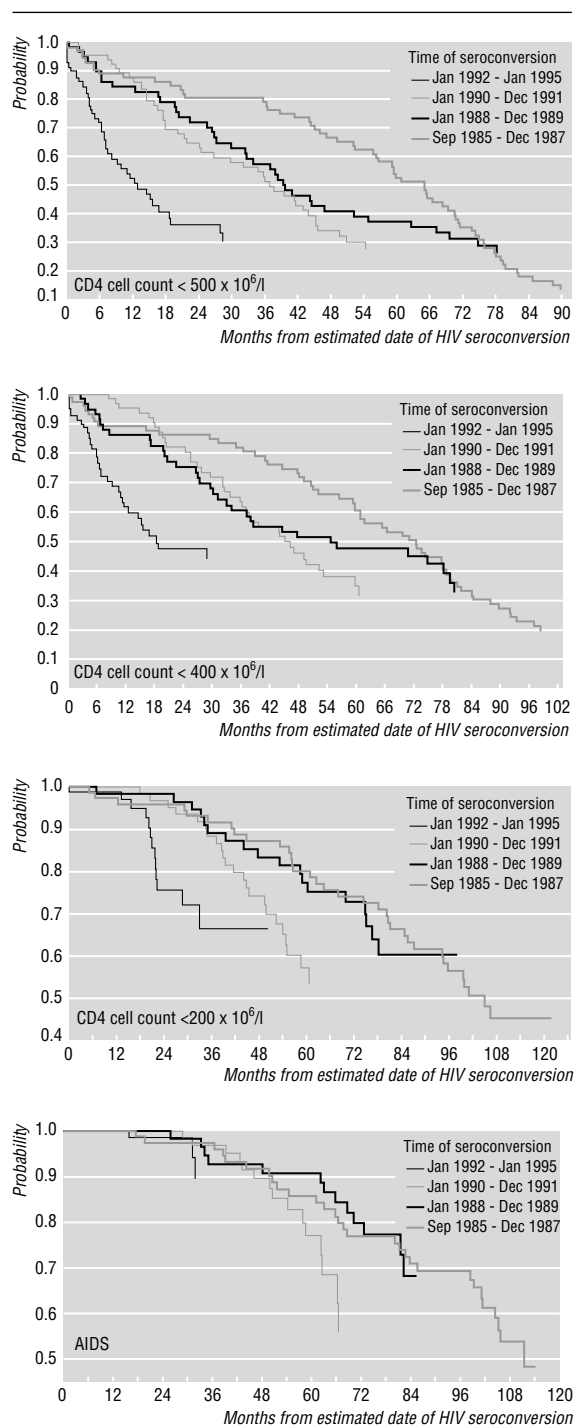 Probability
1.0
0.9
0.8
0.7
0.6
0.5
0.4
0.3
0.2
0.1
Time of seroconversion
Jan 1992 - Jan 1995
Jan 1990 - Dec 1991
Jan 1988 - Dec 1989
Sep 1985 - Dec 1987
CD4 cell count < 500 x 10⁶/l
0 6 12 18 24 30 36 42 48 54 60 66 72 78 84 90
Months from estimated date of HIV seroconversion
Probability
1.0
0.9
0.8
0.7
0.6
0.5
0.4
0.3
0.2
0.1
0
Time of seroconversion
Jan 1992 - Jan 1995
Jan 1990 - Dec 1991
Jan 1988 - Dec 1989
Sep 1985 - Dec 1987
CD4 cell count < 400 x 10⁶/l
0 6 12 18 24 30 36 42 48 54 60 66 72 78 84 90 96 102
Months from estimated date of HIV seroconversion
Probability
1.0
0.9
0.8
0.7
0.6
0.5
0.4
Time of seroconversion
Jan 1992 - Jan 1995
Jan 1990 - Dec 1991
Jan 1988 - Dec 1989
Sep 1985 - Dec 1987
CD4 cell count <200 x 10⁶/l
0 12 24 36 48 60 72 84 96 108 120
Months from estimated date of HIV seroconversion
Probability
1.0
0.9
0.8
0.7
0.6
0.5
Time of seroconversion
Jan 1992 - Jan 1995
Jan 1990 - Dec 1991
Jan 1988 - Dec 1989
Sep 1985 - Dec 1987
AIDS
0 12 24 36 48 60 72 84 96 108 120
Months from estimated date of HIV seroconversion